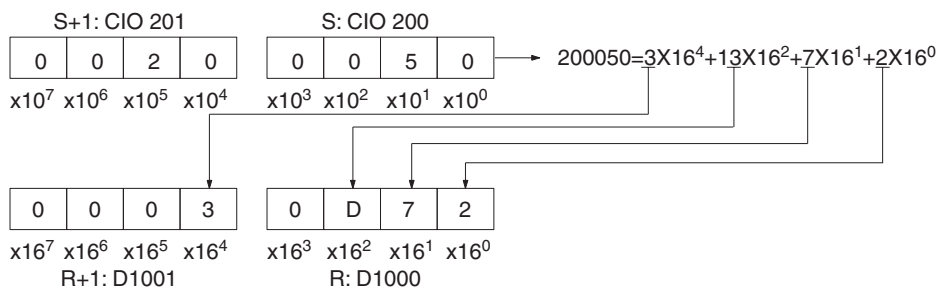 S+1: CIO 201 S: CIO 200
0 0 2 0 0 0 5 0 200050=3X16⁴+13X16²+7X16¹+2X16⁰
x10⁷ x10⁶ x10⁵ x10⁴ x10³ x10² x10¹ x10⁰
0 0 0 3 0 D 7 2
x16⁷ x16⁶ x16⁵ x16⁴ x16³ x16² x16¹ x16⁰
R+1: D1001 R: D1000